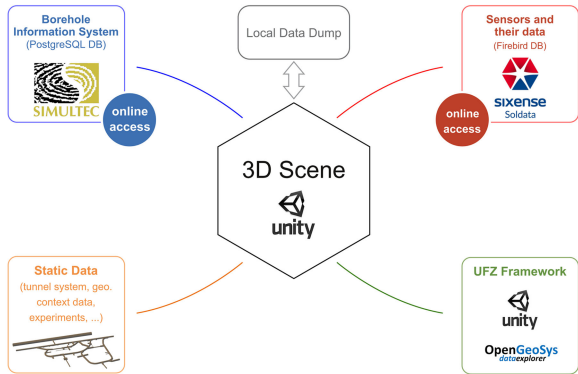 Borehole
Information System
(PostgreSQL DB)
SIMULTEC
online
access
Local Data Dump
Sensors and
their data
(Firebird DB)
sixense
Soldata
online
access
3D Scene
unity
Static Data
(tunnel system, geo.
context data,
experiments, ...)
UFZ Framework
unity
OpenGeoSys
dataexplorer